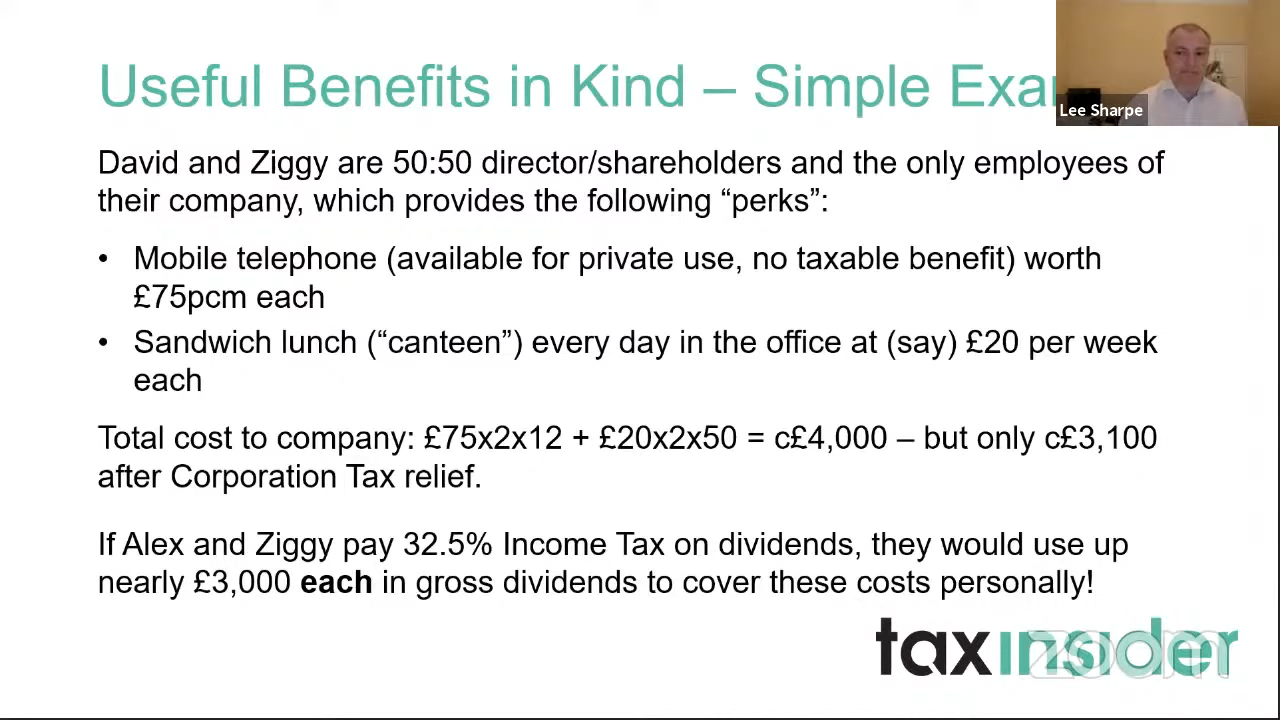 Useful Benefits in Kind – Simple Exa
Lee Sharpe
David and Ziggy are 50:50 director/shareholders and the only employees of
their company, which provides the following “perks”:
• Mobile telephone (available for private use, no taxable benefit) worth
£75pcm each
• Sandwich lunch (“canteen”) every day in the office at (say) £20 per week
each
Total cost to company: £75x2x12 + £20x2x50 = c£4,000 – but only c£3,100
after Corporation Tax relief.
If Alex and Ziggy pay 32.5% Income Tax on dividends, they would use up
nearly £3,000 each in gross dividends to cover these costs personally!
taxinsider
zoom